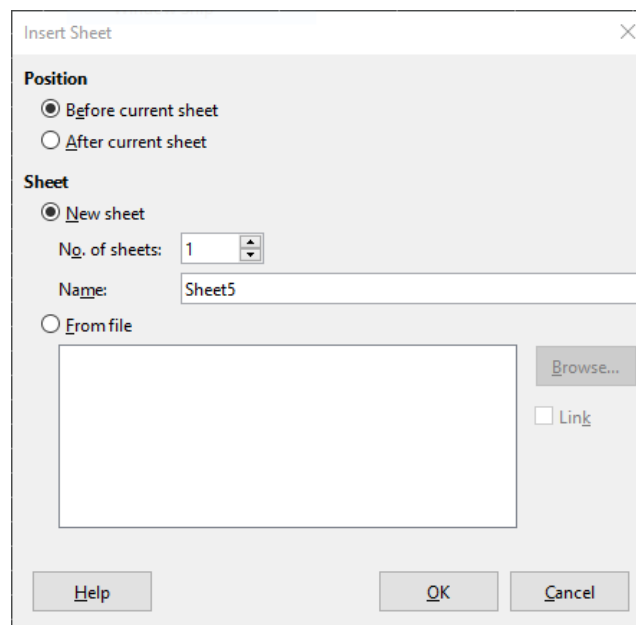 Insert Sheet
Position
Before current sheet
After current sheet
Sheet
New sheet
No. of sheets: 1
Name: Sheet5
From file
Browse...
Link
Help OK Cancel